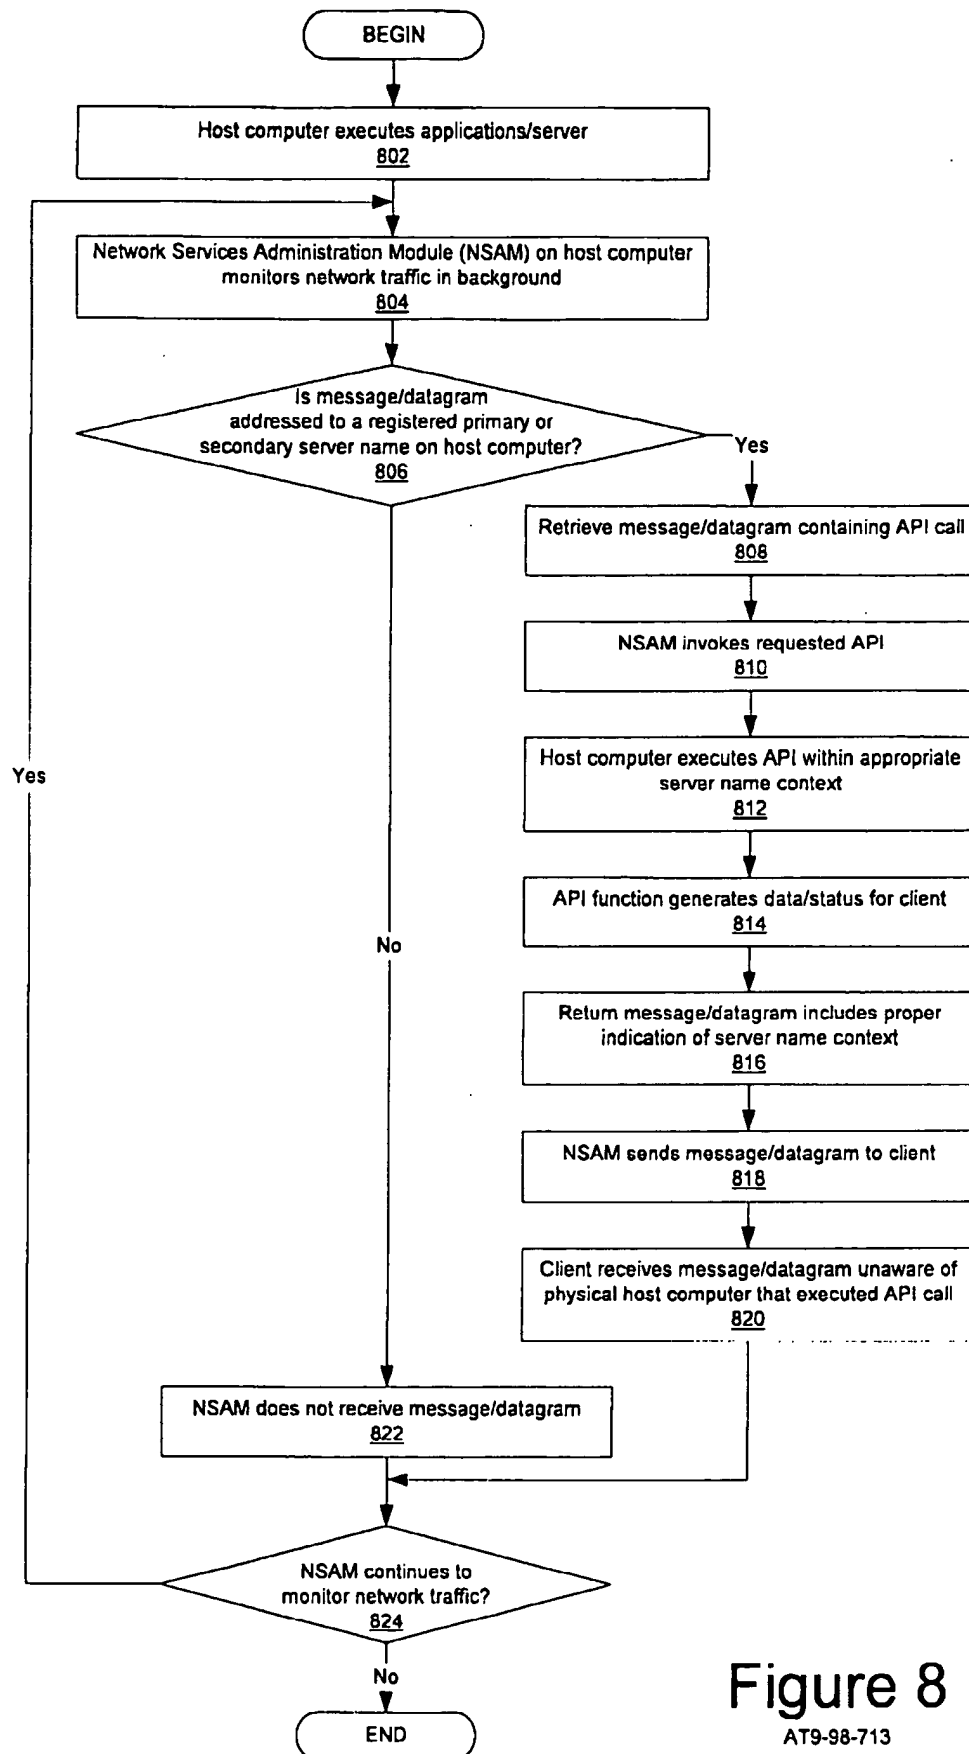 BEGIN
Host computer executes applications/server
802
Network Services Administration Module (NSAM) on host computer
monitors network traffic in background
804
Is message/datagram
addressed to a registered primary or
secondary server name on host computer?
806
Yes
Retrieve message/datagram containing API call
808
NSAM invokes requested API
810
Host computer executes API within appropriate
server name context
812
Yes
API function generates data/status for client
814
No
Return message/datagram includes proper
indication of server name context
816
NSAM sends message/datagram to client
818
Client receives message/datagram unaware of
physical host computer that executed API call
820
NSAM does not receive message/datagram
822
NSAM continues to
monitor network traffic?
824
No
END
Figure 8
AT9-98-713